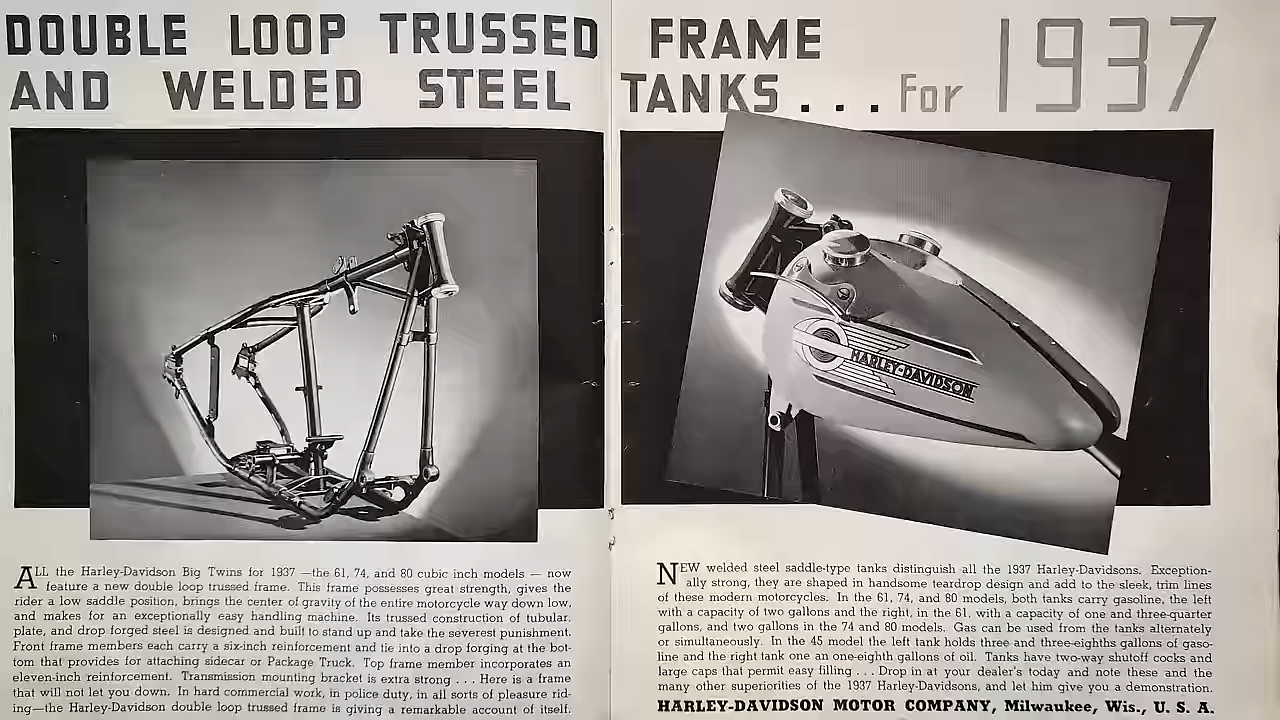 DOUBLE LOOP TRUSSED FRAME
AND WELDED STEEL TANKS... For 1937
HARLEY-DAVIDSON
ALL the Harley-Davidson Big Twins for 1937 —the 61, 74, and 80 cubic inch models — now
feature a new double loop trussed frame. This frame possesses great strength, gives the
rider a low saddle position, brings the center of gravity of the entire motorcycle way down low,
and makes for an exceptionally easy handling machine. Its trussed construction of tubular,
plate, and drop forged steel is designed and built to stand up and take the severest punishment.
Front frame members each carry a six-inch reinforcement and tie into a drop forging at the bot-
tom that provides for attaching sidecar or Package Truck. Top frame member incorporates an
eleven-inch reinforcement. Transmission mounting bracket is extra strong . . . Here is a frame
that will not let you down. In hard commercial work, in police duty, in all sorts of pleasure rid-
ing—the Harley-Davidson double loop trussed frame is giving a remarkable account of itself.
NEW welded steel saddle-type tanks distinguish all the 1937 Harley-Davidsons. Exception-
ally strong, they are shaped in handsome teardrop design and add to the sleek, trim lines
of these modern motorcycles. In the 61, 74, and 80 models, both tanks carry gasoline, the left
with a capacity of two gallons and the right, in the 61, with a capacity of one and three-quarter
gallons, and two gallons in the 74 and 80 models. Gas can be used from the tanks alternately
or simultaneously. In the 45 model the left tank holds three and three-eighths gallons of gaso-
line and the right tank one an one-eighth gallons of oil. Tanks have two-way shutoff cocks and
large caps that permit easy filling . . . Drop in at your dealer's today and note these and the
many other superiorities of the 1937 Harley-Davidsons, and let him give you a demonstration.
HARLEY-DAVIDSON MOTOR COMPANY, Milwaukee, Wis., U. S. A.